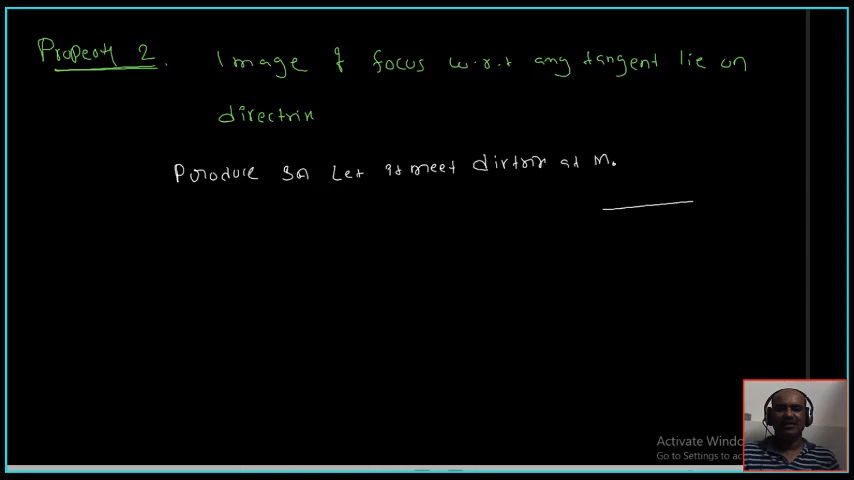 Property 2. Image of focus w.r.t any tangent lie on
directrix
Produce SA Let it meet dirtrix at M.
Activate Windo
Go to Settings to ac